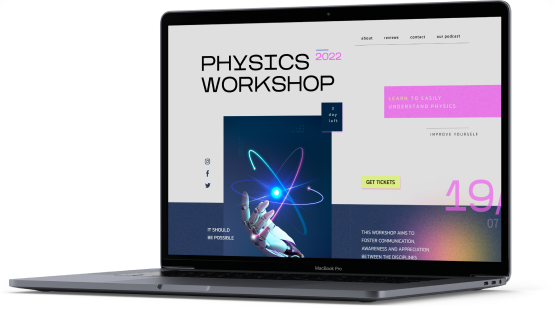 about reviews contact our podcast
PHYSICS 2022
WORKSHOP
LEARN TO EASILY
UNDERSTAND PHYSICS
3
day
left
IMPROVE YOURSELF
GET TICKETS
19/
07
IT SHOULD
BE POSSIBLE
THIS WORKSHOP AIMS TO
FOSTER COMMUNICATION,
AWARENESS AND APPRECIATION
BETWEEN THE DISCIPLINES
MacBook Pro